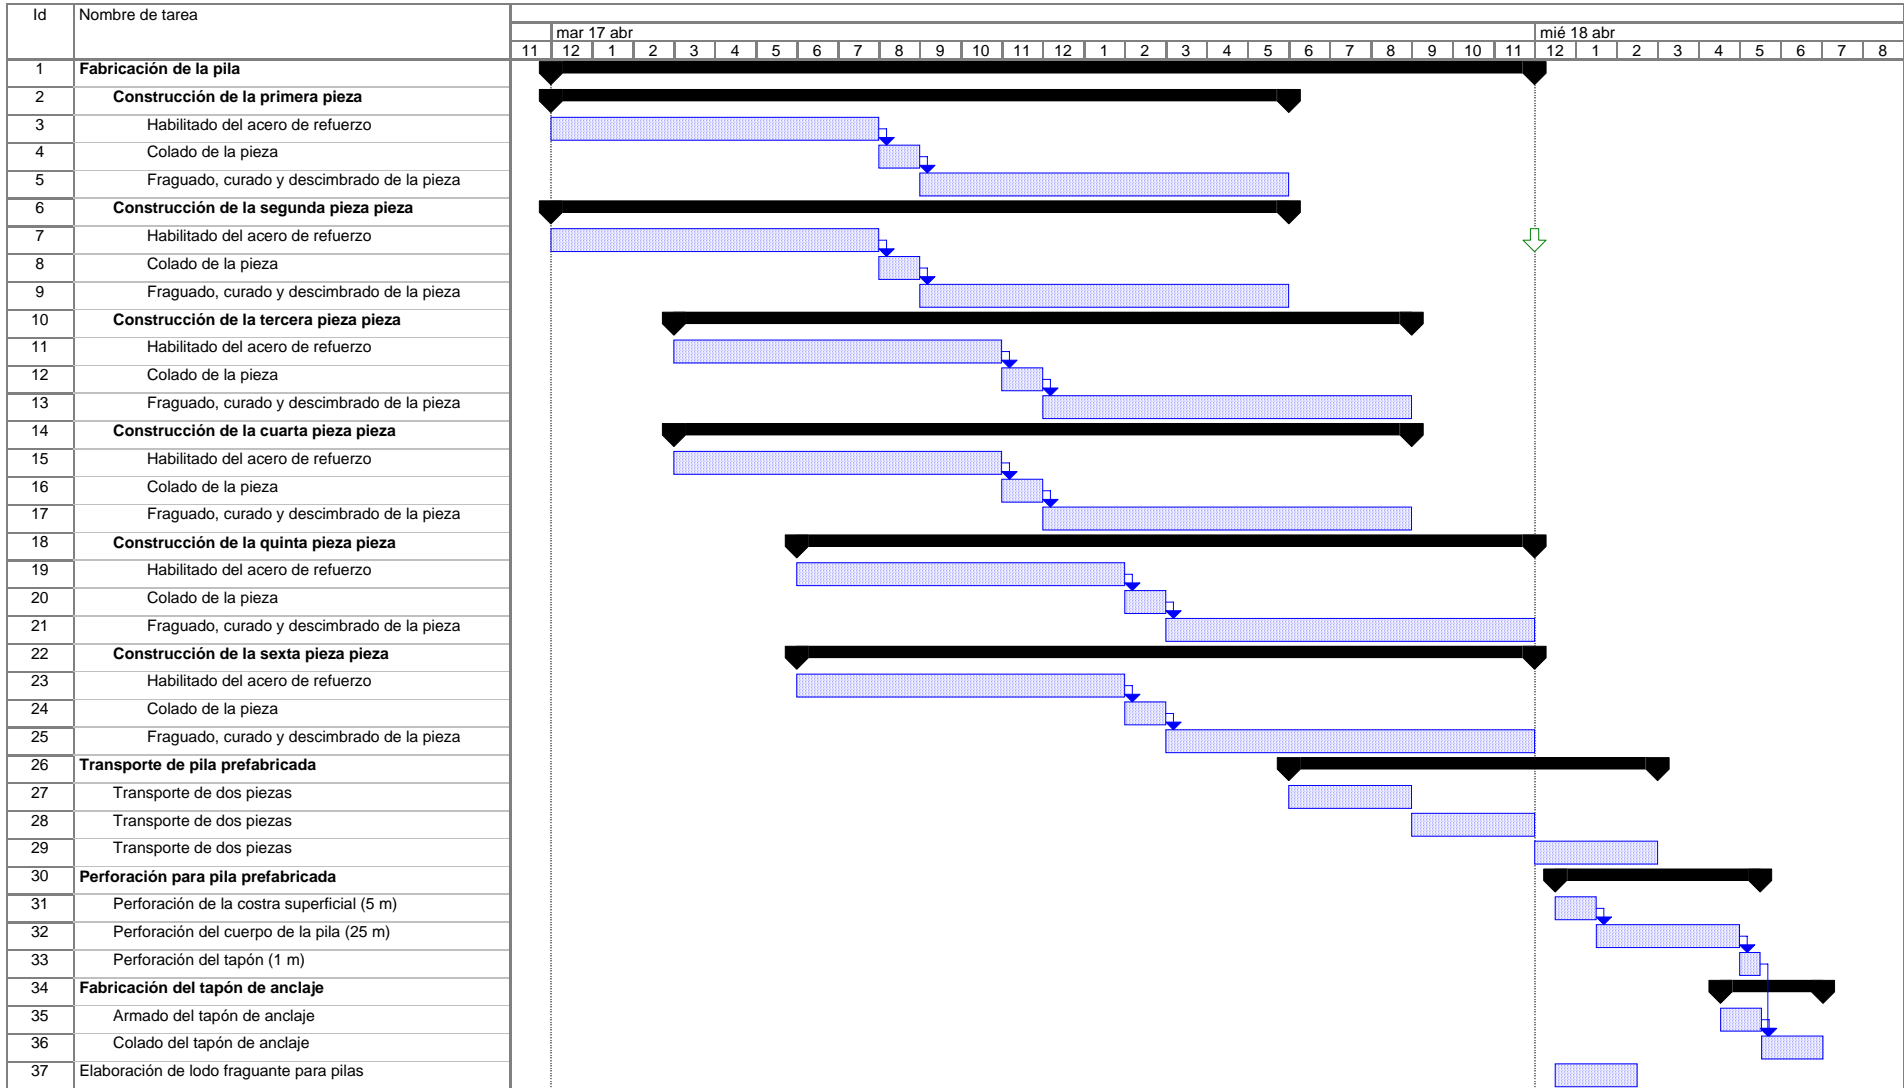 Id Nombre de tarea
mar 17 abr mié 18 abr
11 12 1 2 3 4 5 6 7 8 9 10 11 12 1 2 3 4 5 6 7 8 9 10 11 12 1 2 3 4 5 6 7 8
1 Fabricación de la pila
2 Construcción de la primera pieza
3 Habilitado del acero de refuerzo
4 Colado de la pieza
5 Fraguado, curado y descimbrado de la pieza
6 Construcción de la segunda pieza pieza
7 Habilitado del acero de refuerzo
8 Colado de la pieza
9 Fraguado, curado y descimbrado de la pieza
10 Construcción de la tercera pieza pieza
11 Habilitado del acero de refuerzo
12 Colado de la pieza
13 Fraguado, curado y descimbrado de la pieza
14 Construcción de la cuarta pieza pieza
15 Habilitado del acero de refuerzo
16 Colado de la pieza
17 Fraguado, curado y descimbrado de la pieza
18 Construcción de la quinta pieza pieza
19 Habilitado del acero de refuerzo
20 Colado de la pieza
21 Fraguado, curado y descimbrado de la pieza
22 Construcción de la sexta pieza pieza
23 Habilitado del acero de refuerzo
24 Colado de la pieza
25 Fraguado, curado y descimbrado de la pieza
26 Transporte de pila prefabricada
27 Transporte de dos piezas
28 Transporte de dos piezas
29 Transporte de dos piezas
30 Perforación para pila prefabricada
31 Perforación de la costra superficial (5 m)
32 Perforación del cuerpo de la pila (25 m)
33 Perforación del tapón (1 m)
34 Fabricación del tapón de anclaje
35 Armado del tapón de anclaje
36 Colado del tapón de anclaje
37 Elaboración de lodo fraguante para pilas